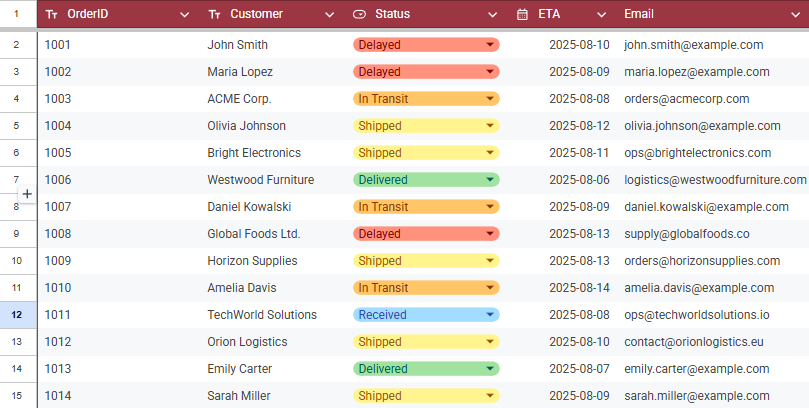 1 Tт OrderID Tт Customer Status ETA Email
2 1001 John Smith Delayed 2025-08-10 john.smith@example.com
3 1002 Maria Lopez Delayed 2025-08-09 maria.lopez@example.com
4 1003 ACME Corp. In Transit 2025-08-08 orders@acmecorp.com
5 1004 Olivia Johnson Shipped 2025-08-12 olivia.johnson@example.com
6 1005 Bright Electronics Shipped 2025-08-11 ops@brightelectronics.com
7 1006 Westwood Furniture Delivered 2025-08-06 logistics@westwoodfurniture.com
8 1007 Daniel Kowalski In Transit 2025-08-09 daniel.kowalski@example.com
9 1008 Global Foods Ltd. Delayed 2025-08-13 supply@globalfoods.co
10 1009 Horizon Supplies Shipped 2025-08-13 orders@horizonsupplies.com
11 1010 Amelia Davis In Transit 2025-08-14 amelia.davis@example.com
12 1011 TechWorld Solutions Received 2025-08-08 ops@techworldsolutions.io
13 1012 Orion Logistics Shipped 2025-08-10 contact@orionlogistics.eu
14 1013 Emily Carter Delivered 2025-08-07 emily.carter@example.com
15 1014 Sarah Miller Shipped 2025-08-09 sarah.miller@example.com